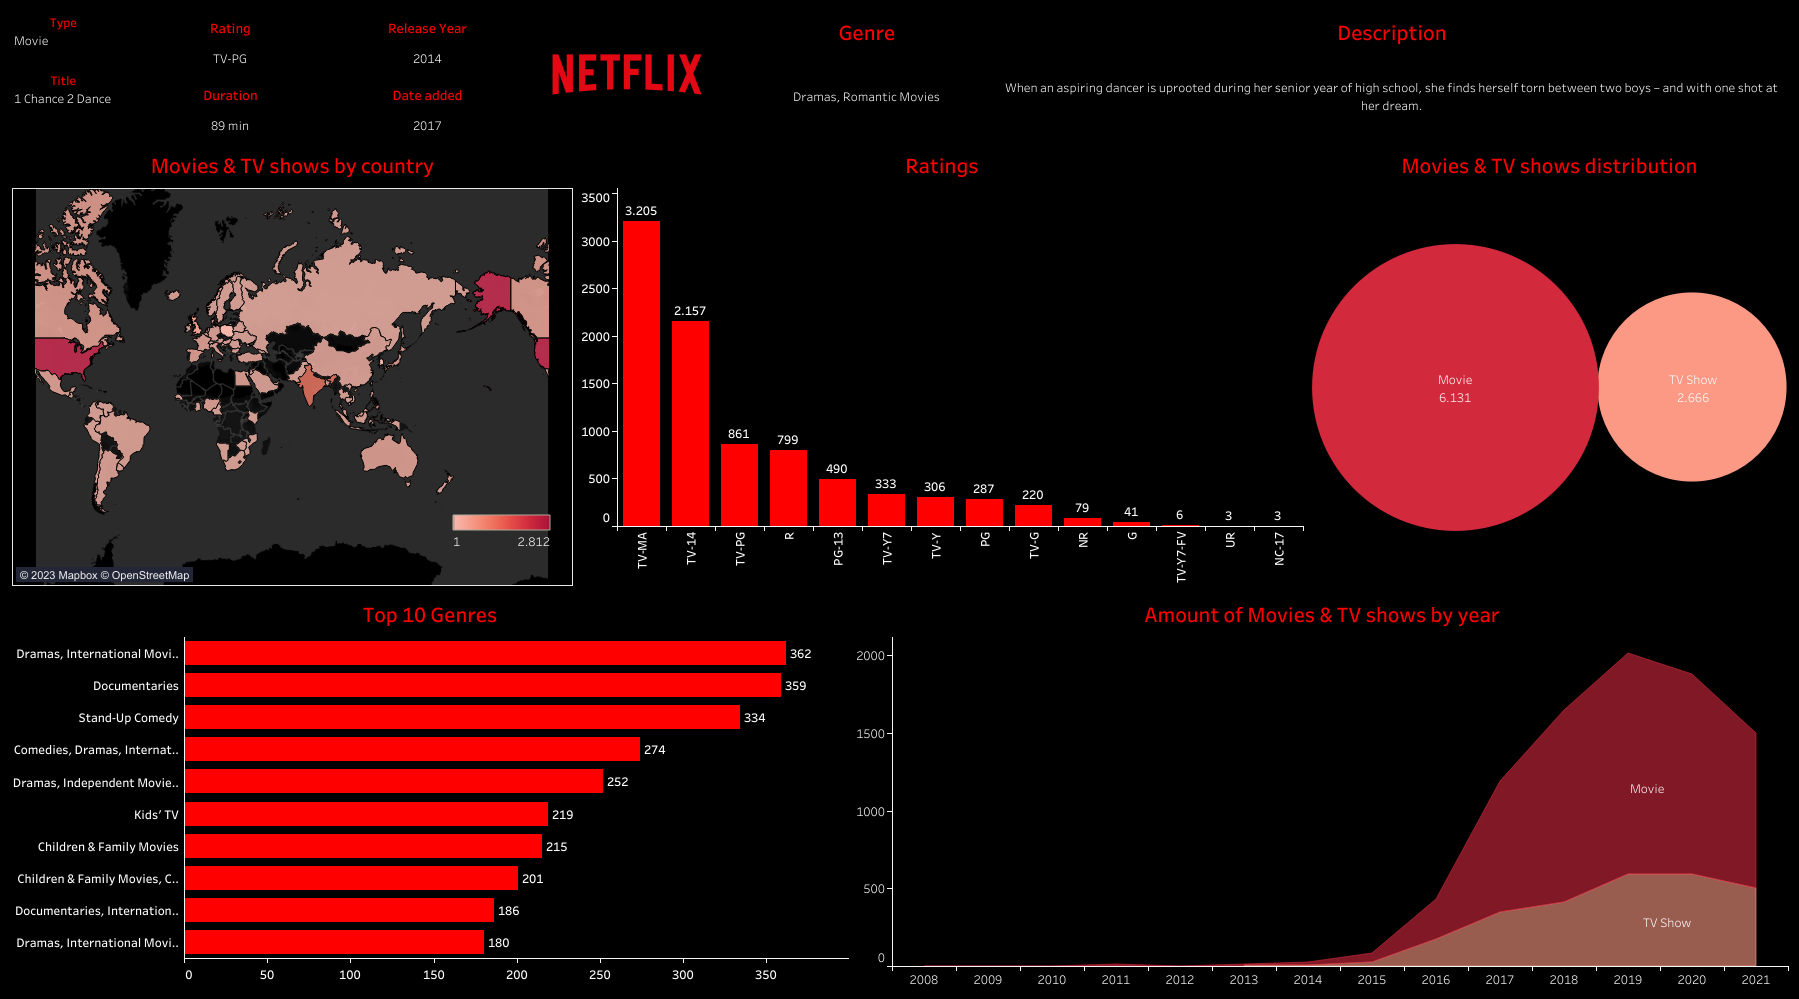 Type
Movie
Title
1 Chance 2 Dance
Rating
TV-PG
Duration
89 min
Release Year
2014
Date added
2017
NETFLIX
Genre
Dramas, Romantic Movies
Description
When an aspiring dancer is uprooted during her senior year of high school, she finds herself torn between two boys – and with one shot at
her dream.
Movies & TV shows by country
1
2.812
© 2023 Mapbox © OpenStreetMap
Ratings
3500
3000
2500
2000
1500
1000
500
0
3.205
2.157
861
799
490
333
306
287
220
79
41
6
3
3
TV-MA
TV-14
TV-PG
R
PG-13
TV-Y7
TV-Y
PG
TV-G
NR
G
TV-Y7-FV
UR
NC-17
Movies & TV shows distribution
Movie
6.131
TV Show
2.666
Top 10 Genres
Dramas, International Movi..
362
Documentaries
359
Stand-Up Comedy
334
Comedies, Dramas, Internat..
274
Dramas, Independent Movie..
252
Kids' TV
219
Children & Family Movies
215
Children & Family Movies, C..
201
Documentaries, Internation..
186
Dramas, International Movi..
180
0
50
100
150
200
250
300
350
Amount of Movies & TV shows by year
2000
1500
1000
500
0
Movie
TV Show
2008
2009
2010
2011
2012
2013
2014
2015
2016
2017
2018
2019
2020
2021